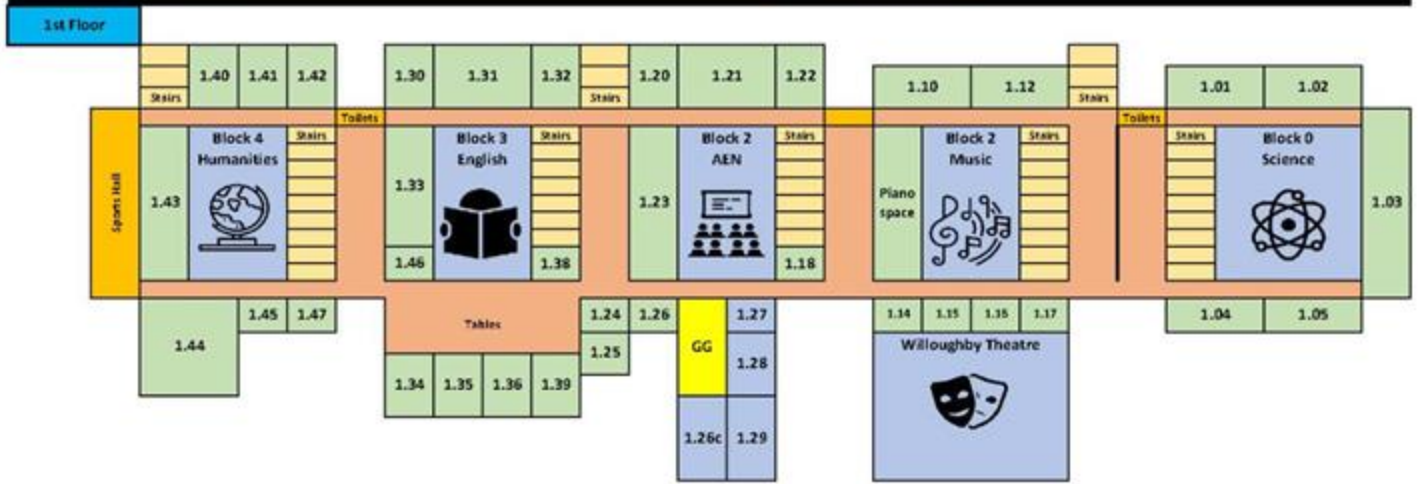 1st Floor
1.40 1.41 1.42
1.30 1.31 1.32
1.20 1.21 1.22
1.10 1.12
1.01 1.02
Stairs
Stairs
Stairs
Toilets
Toilets
Sports Hall
1.43
Block 4
Humanities
Stairs
1.33
1.46
Block 3
English
Stairs
1.38
1.23
Block 2
AEN
Stairs
1.18
Piano
space
Block 2
Music
Stairs
Stairs
Block 0
Science
1.03
1.44
1.45 1.47
Tables
1.34 1.35 1.36 1.39
1.24 1.26
1.25
GG
1.27
1.28
1.26c 1.29
1.14 1.15 1.16 1.17
Willoughby Theatre
1.04 1.05